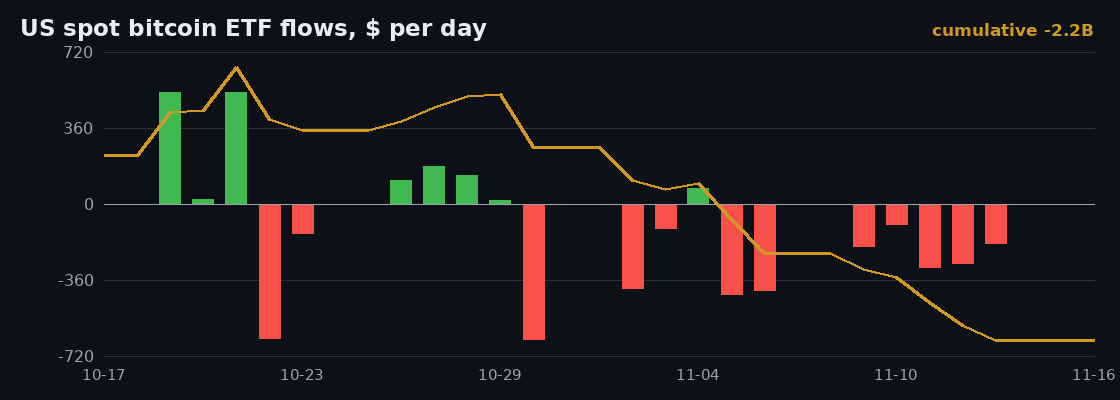 US spot bitcoin ETF flows, $ per day
cumulative -2.2B
720
360
0
-360
-720
10-17 10-23 10-29 11-04 11-10 11-16